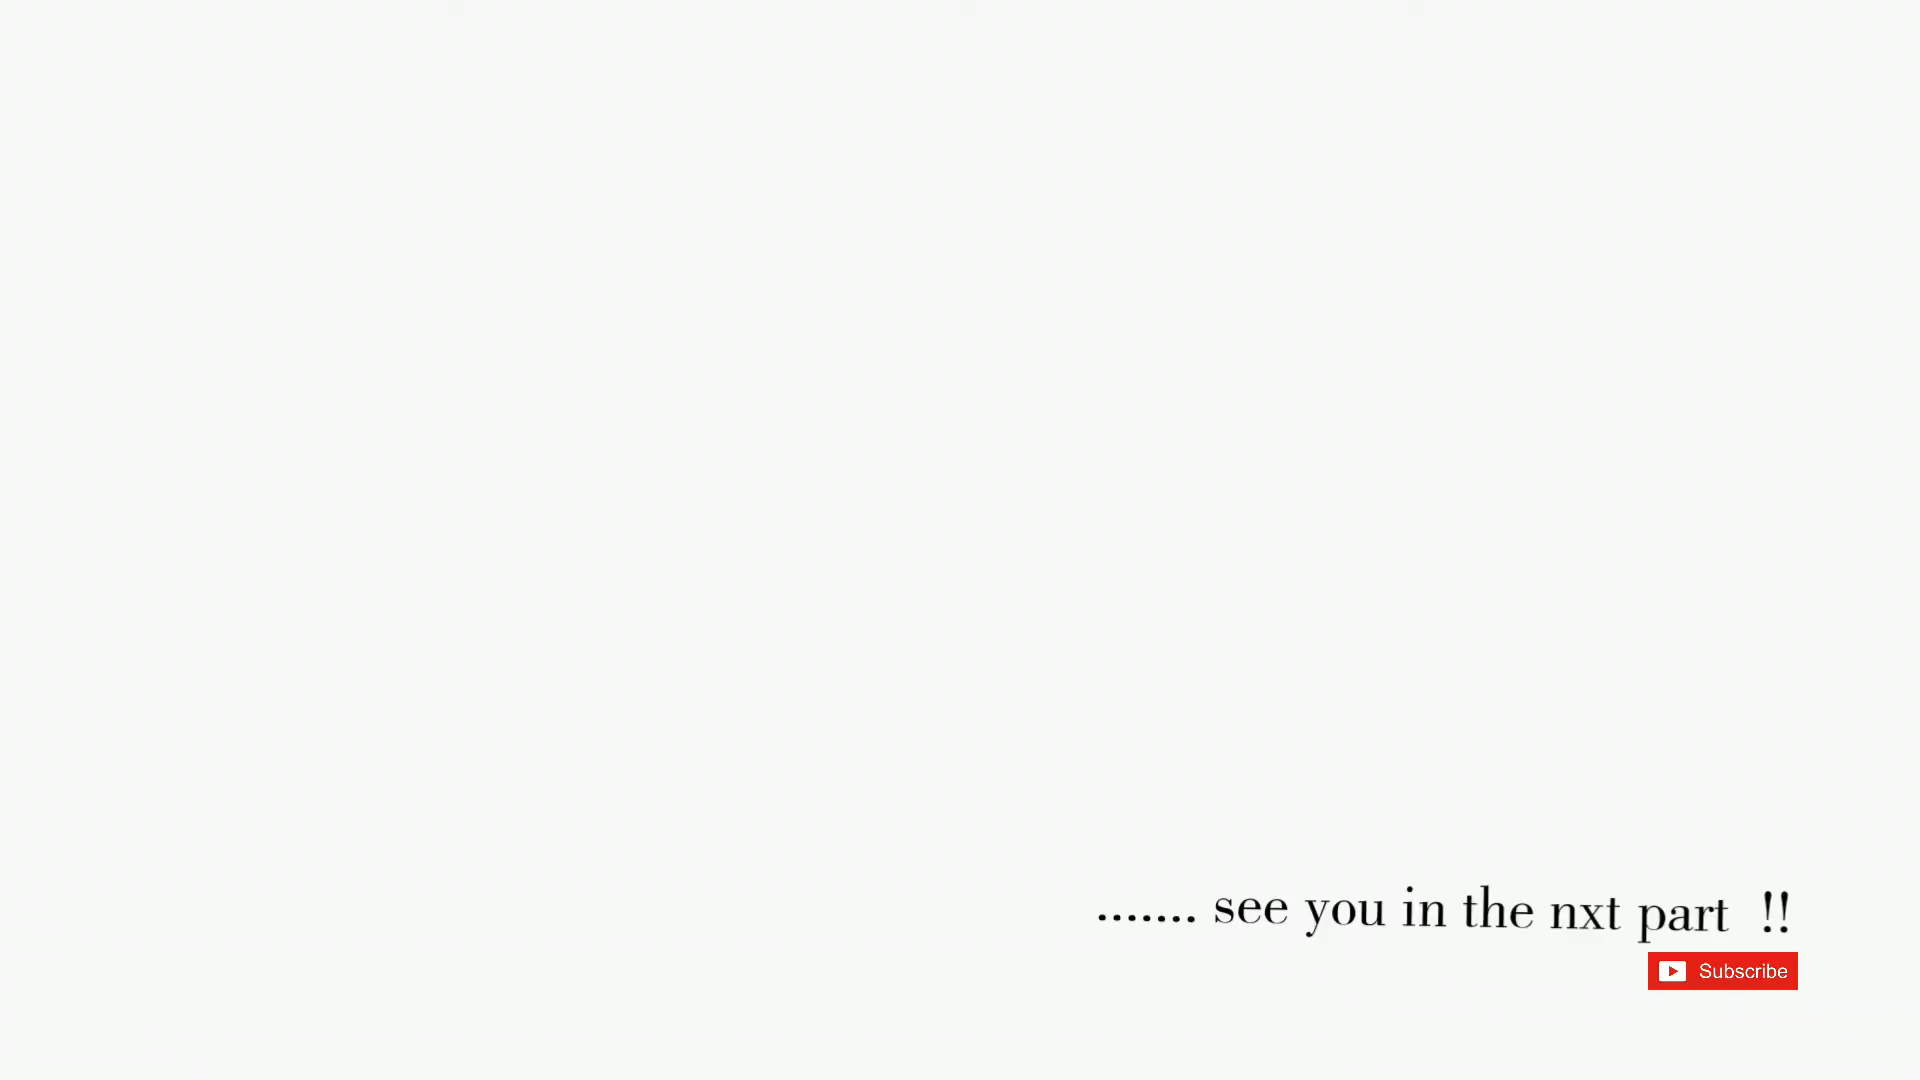 ....... see you in the nxt part !!
Subscribe